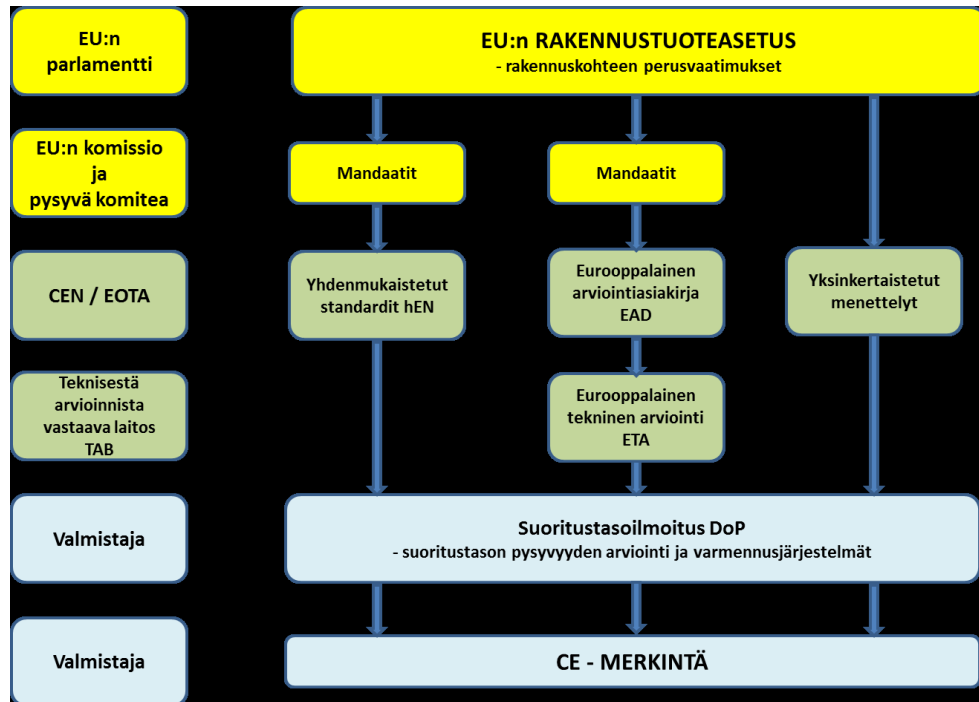 EU:n
parlamentti
EU:n RAKENNUSTUOTEASETUS
- rakennuskohteen perusvaatimukset
EU:n komissio
ja
pysyvä komitea
Mandaatit
Mandaatit
CEN / EOTA
Yhdenmukaistetut
standardit hEN
Eurooppalainen
arviointiasiakirja
EAD
Yksinkertaistetut
menettelyt
Teknisestä
arvioinnista
vastaava laitos
TAB
Eurooppalainen
tekninen arviointi
ETA
Valmistaja
Suoritustasoilmoitus DoP
- suoritustason pysyvyyden arviointi ja varmennusjärjestelmät
Valmistaja
CE - MERKINTÄ